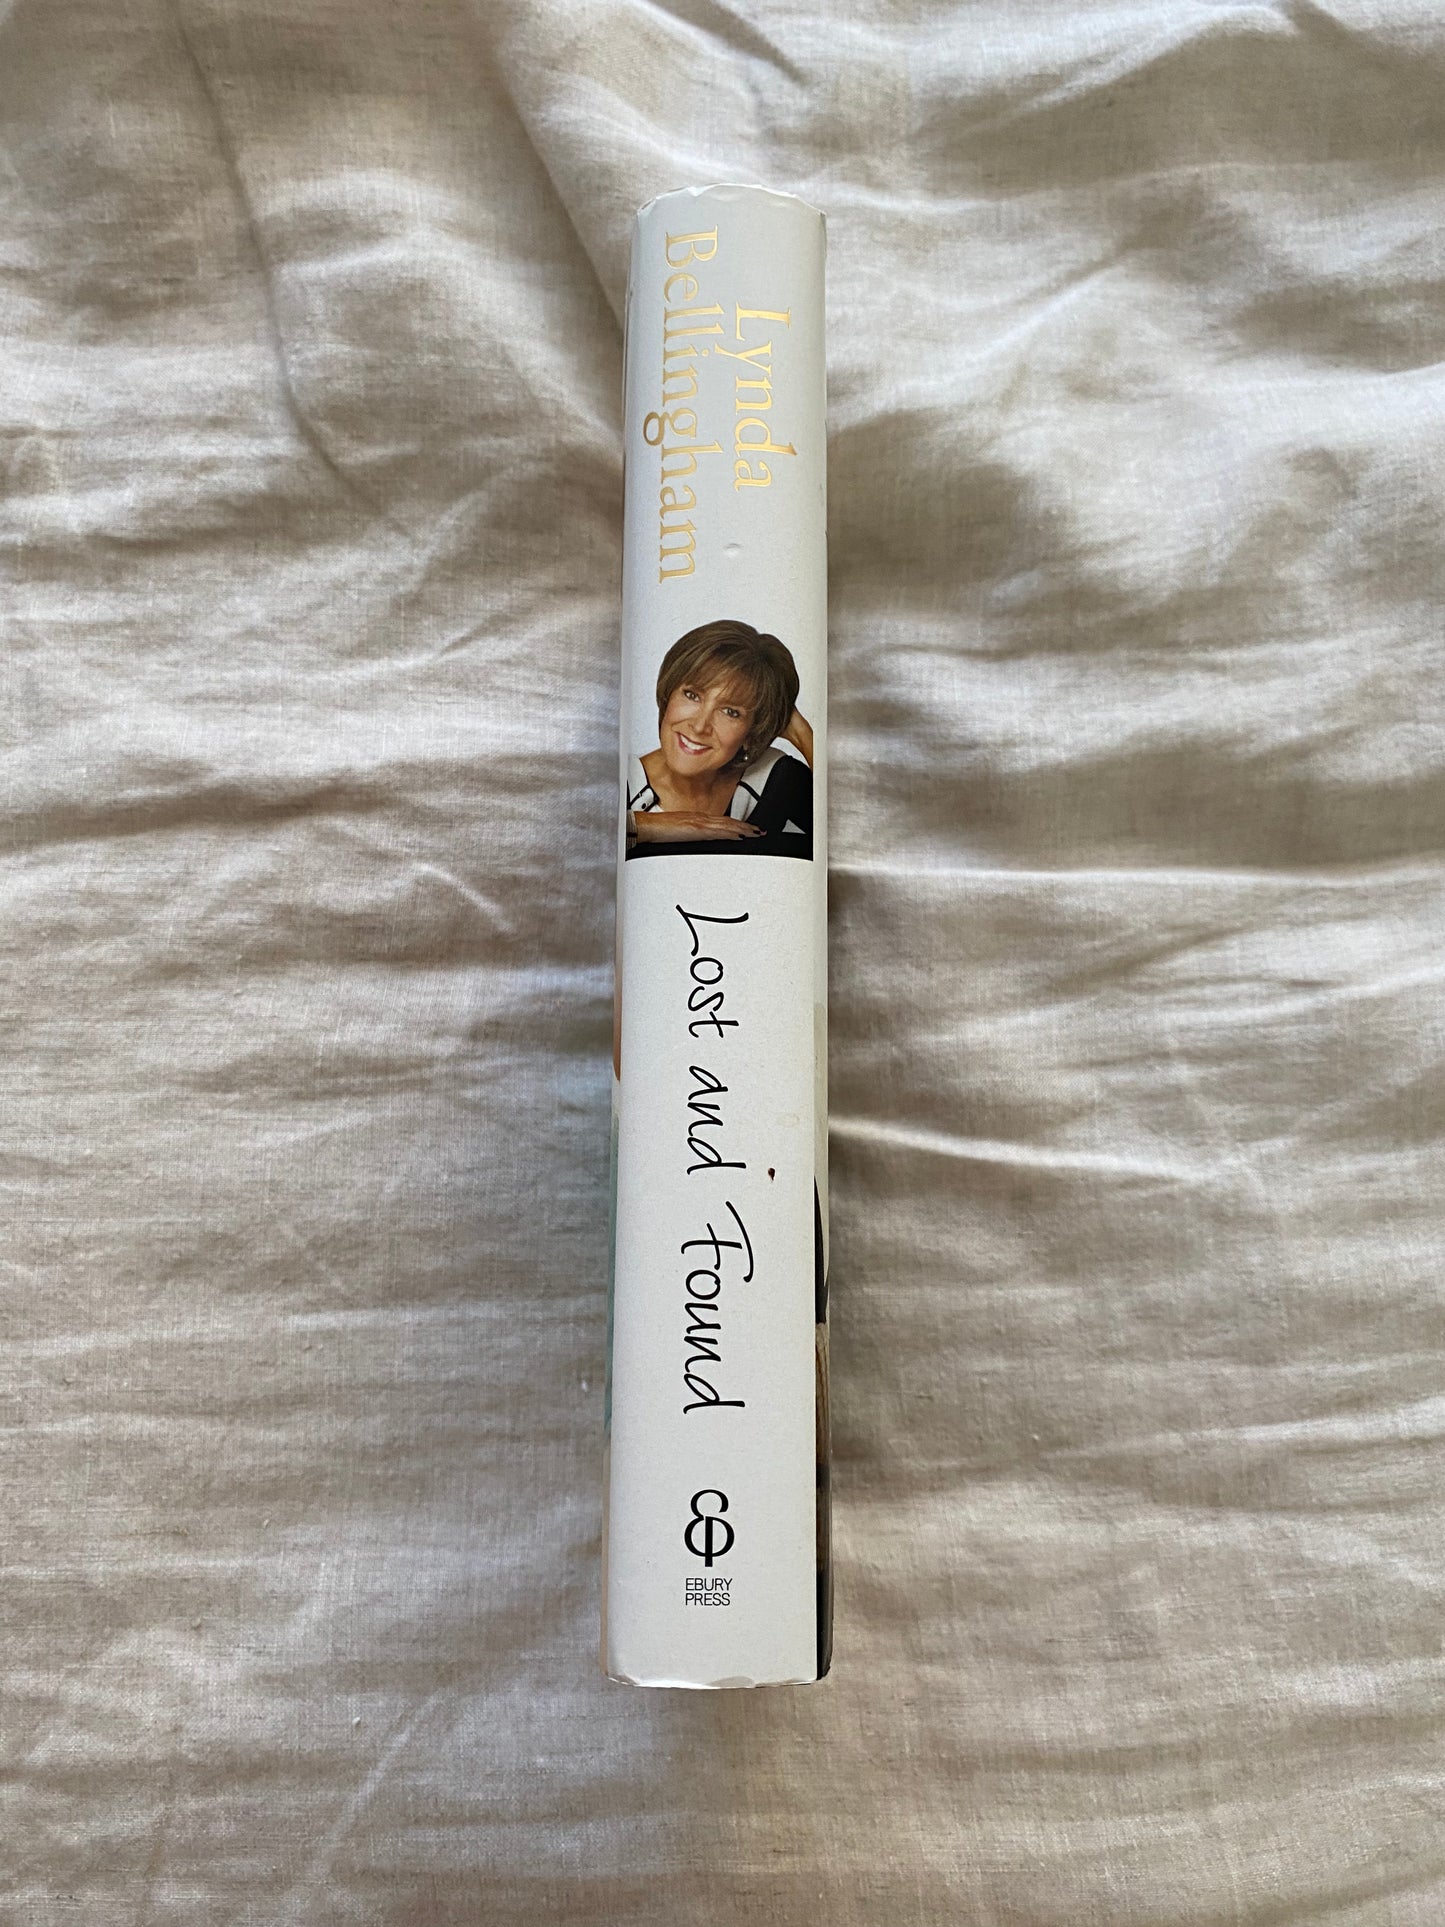 Lynda
Bellingham
Lost and Found
EBURY
PRESS